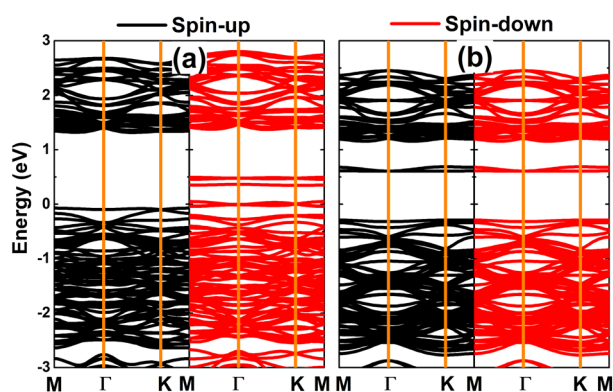 Spin-up Spin-down
(a) (b)
Energy (eV)
3
2
1
0
-1
-2
-3
M Γ K M Γ K M M Γ K M Γ K M